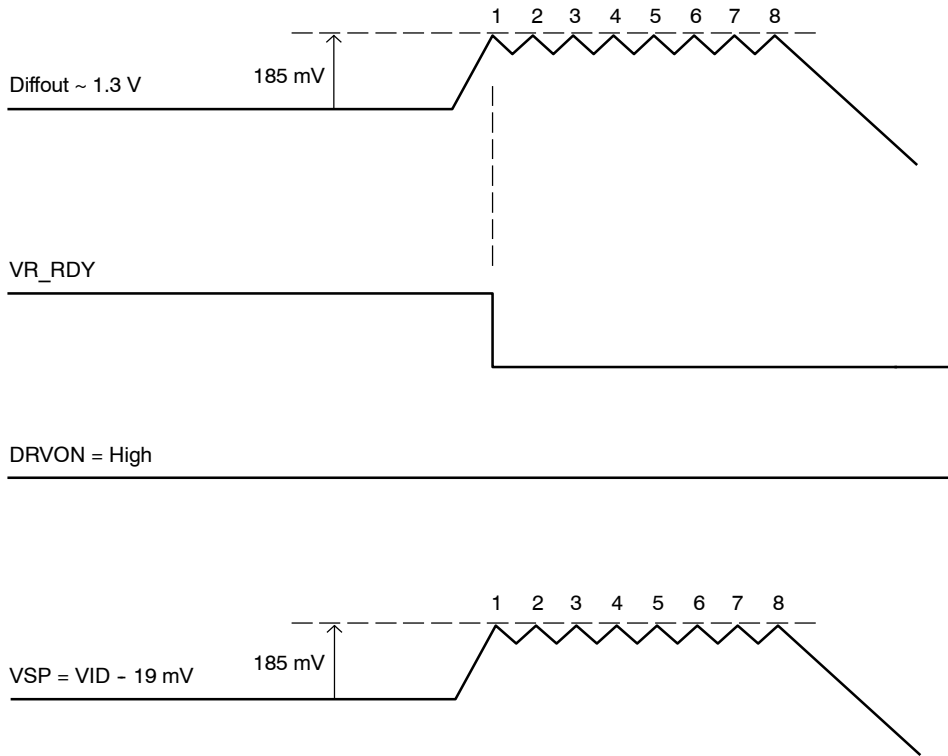 1 2 3 4 5 6 7 8
185 mV
Diffout ~ 1.3 V
VR_RDY
DRVON = High
1 2 3 4 5 6 7 8
185 mV
VSP = VID - 19 mV